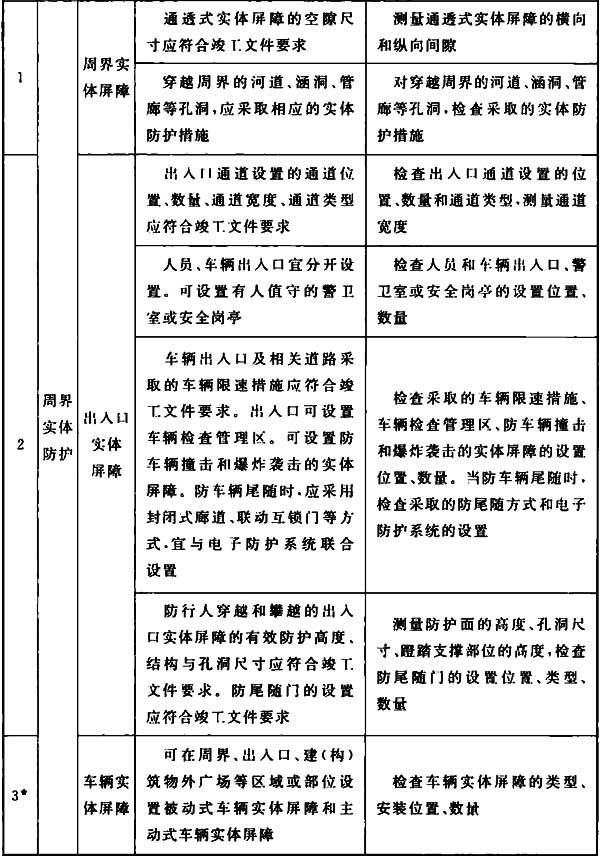 通透式实体屏障的空隙尺
寸应符合竣工文件要求
测量通透式实体屏障的横向
和纵向间隙
1
周界实
体屏障
穿越周界的河道、涵洞、管
廊等孔洞,应采取相应的实体
防护措施
对穿越周界的河道、涵洞、管
廊等孔洞,检查采取的实体防
护措施
周界
实体
防护
2
出入口
实体
屏障
出入口通道设置的通道位
置、数量、通道宽度、通道类型
应符合竣工文件要求
检查出入口通道设置的位
置、数量和通道类型,测量通道
宽度
人员、车辆出入口宜分开设
置。可设置有人值守的警卫
室或安全岗亭
检查人员和车辆出入口、警
卫室或安全岗亭的设置位置、
数量
车辆出入口及相关道路采
取的车辆限速措施应符合竣
工文件要求。出入口可设置
车辆检查管理区。可设置防
车辆撞击和爆炸袭击的实体
屏障。防车辆尾随时,应采用
封闭式廊道、联动互锁门等方
式,宜与电子防护系统联合
设置
检查采取的车辆限速措施、
车辆检查管理区、防车辆撞击
和爆炸袭击的实体屏障的设置
位置、数量。当防车辆尾随时,
检查采取的防尾随方式和电子
防护系统的设置
防行人穿越和攀越的出入
口实体屏障的有效防护高度、
结构与孔洞尺寸应符合竣工
文件要求。防尾随门的设置
应符合竣工文件要求
测量防护面的高度、孔洞尺
寸、蹬踏支撑部位的高度,检查
防尾随门的设置位置、类型、
数量
3*
车辆实
体屏障
可在周界、出入口、建(构)
筑物外广场等区域或部位设
置被动式车辆实体屏障和主
动式车辆实体屏障
检查车辆实体屏障的类型、
安装位置、数量